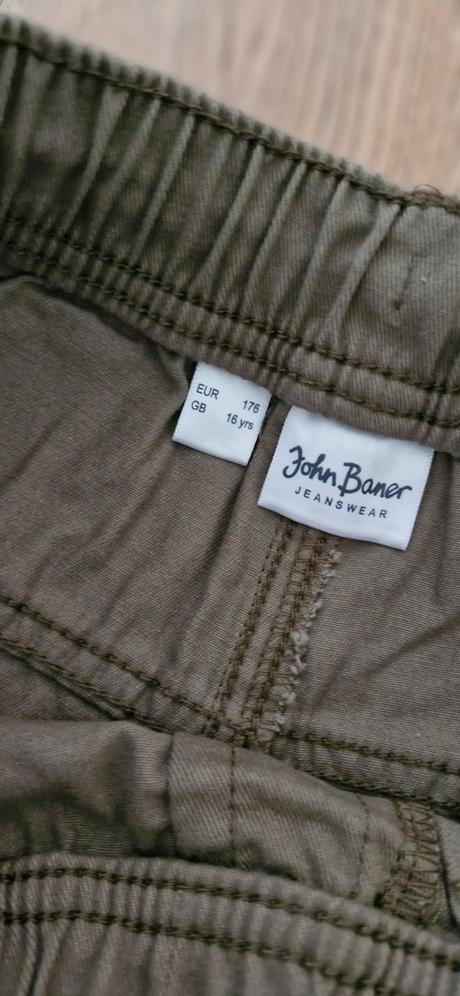 EUR 176
GB 16 yrs
John Baner
JEANSWEAR